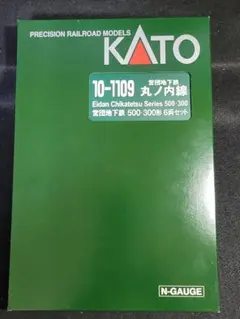 PRECISION RAILROAD MODELS
KATO
10-1109
営団地下鉄
丸ノ内線
Eidan Chikatetsu Series 500·300
営団地下鉄 500·300形 6両セット
N-GAUGE